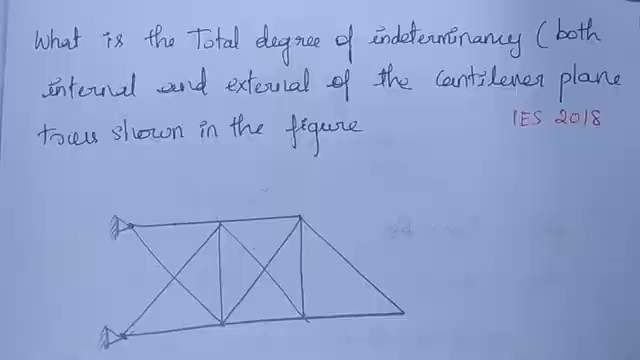 What is the Total degree of indeterminancy (both
internal and external of the cantilever plane
truss shown in the figure
IES 2018